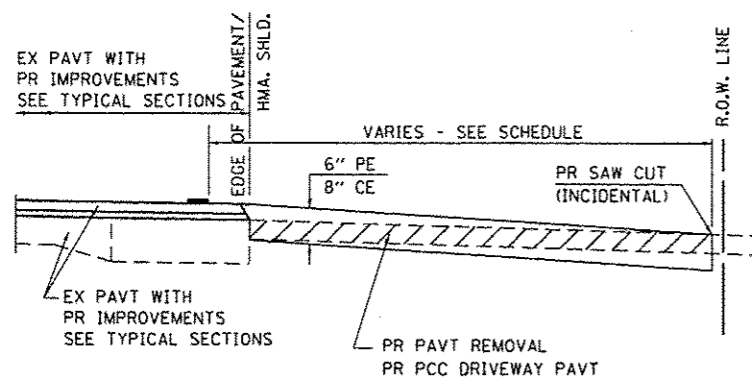 EX PAVT WITH
PR IMPROVEMENTS
SEE TYPICAL SECTIONS
EDGE OF PAVEMENT/
HMA. SHLD.
R.O.W. LINE
VARIES - SEE SCHEDULE
6" PE
8" CE
PR SAW CUT
(INCIDENTAL)
EX PAVT WITH
PR IMPROVEMENTS
SEE TYPICAL SECTIONS
PR PAVT REMOVAL
PR PCC DRIVEWAY PAVT